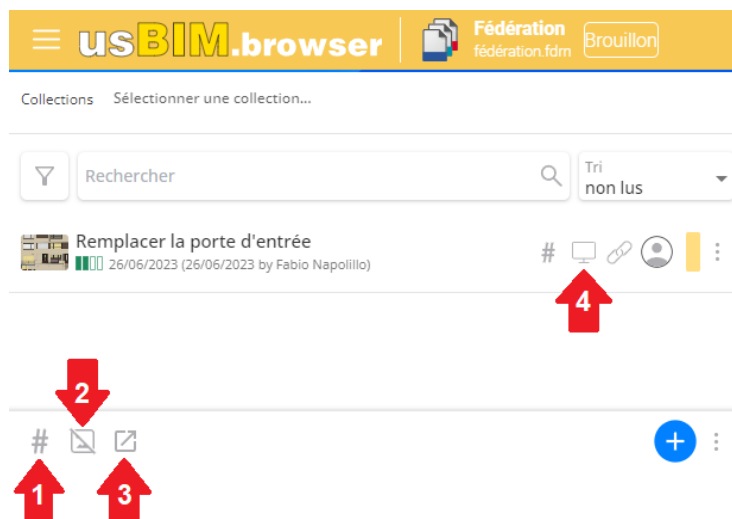 usBIM.browser
Fédération
fédération.fdm
Brouillon
Collections Sélectionner une collection...
Rechercher
Tri
non lus
Remplacer la porte d'entrée
26/06/2023 (26/06/2023 by Fabio Napolillo)
#
4
2
#
+
1
3